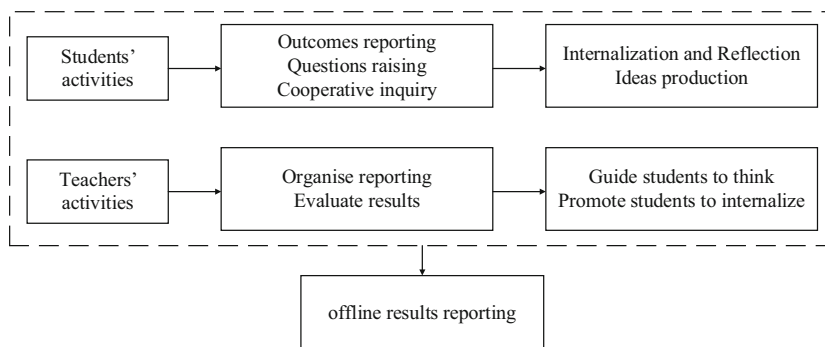 Students’
activities
Outcomes reporting
Questions raising
Cooperative inquiry
Internalization and Reflection
Ideas production
Teachers’
activities
Organise reporting
Evaluate results
Guide students to think
Promote students to internalize
offline results reporting